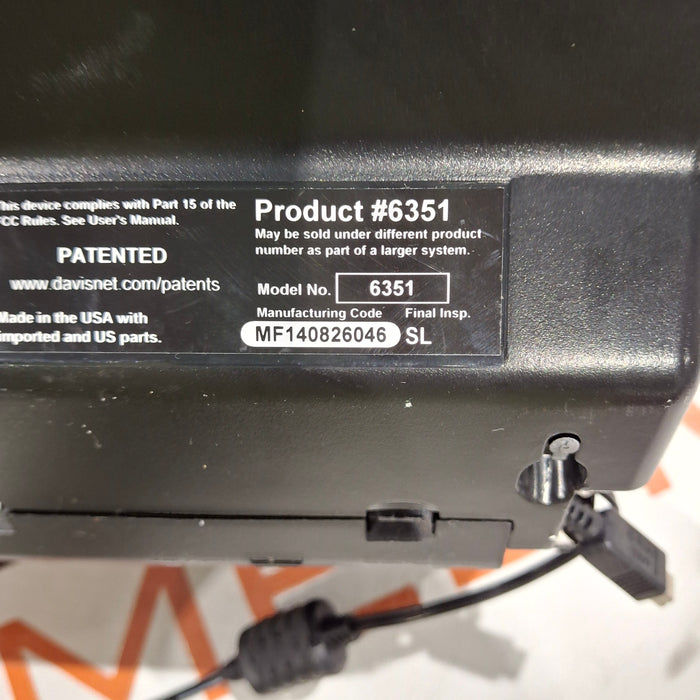 This device complies with Part 15 of the
FCC Rules. See User's Manual.
PATENTED
www.davisnet.com/patents
Made in the USA with
imported and US parts.
Product #6351
May be sold under different product
number as part of a larger system.
Model No. 6351
Manufacturing Code Final Insp.
MF140826046 SL